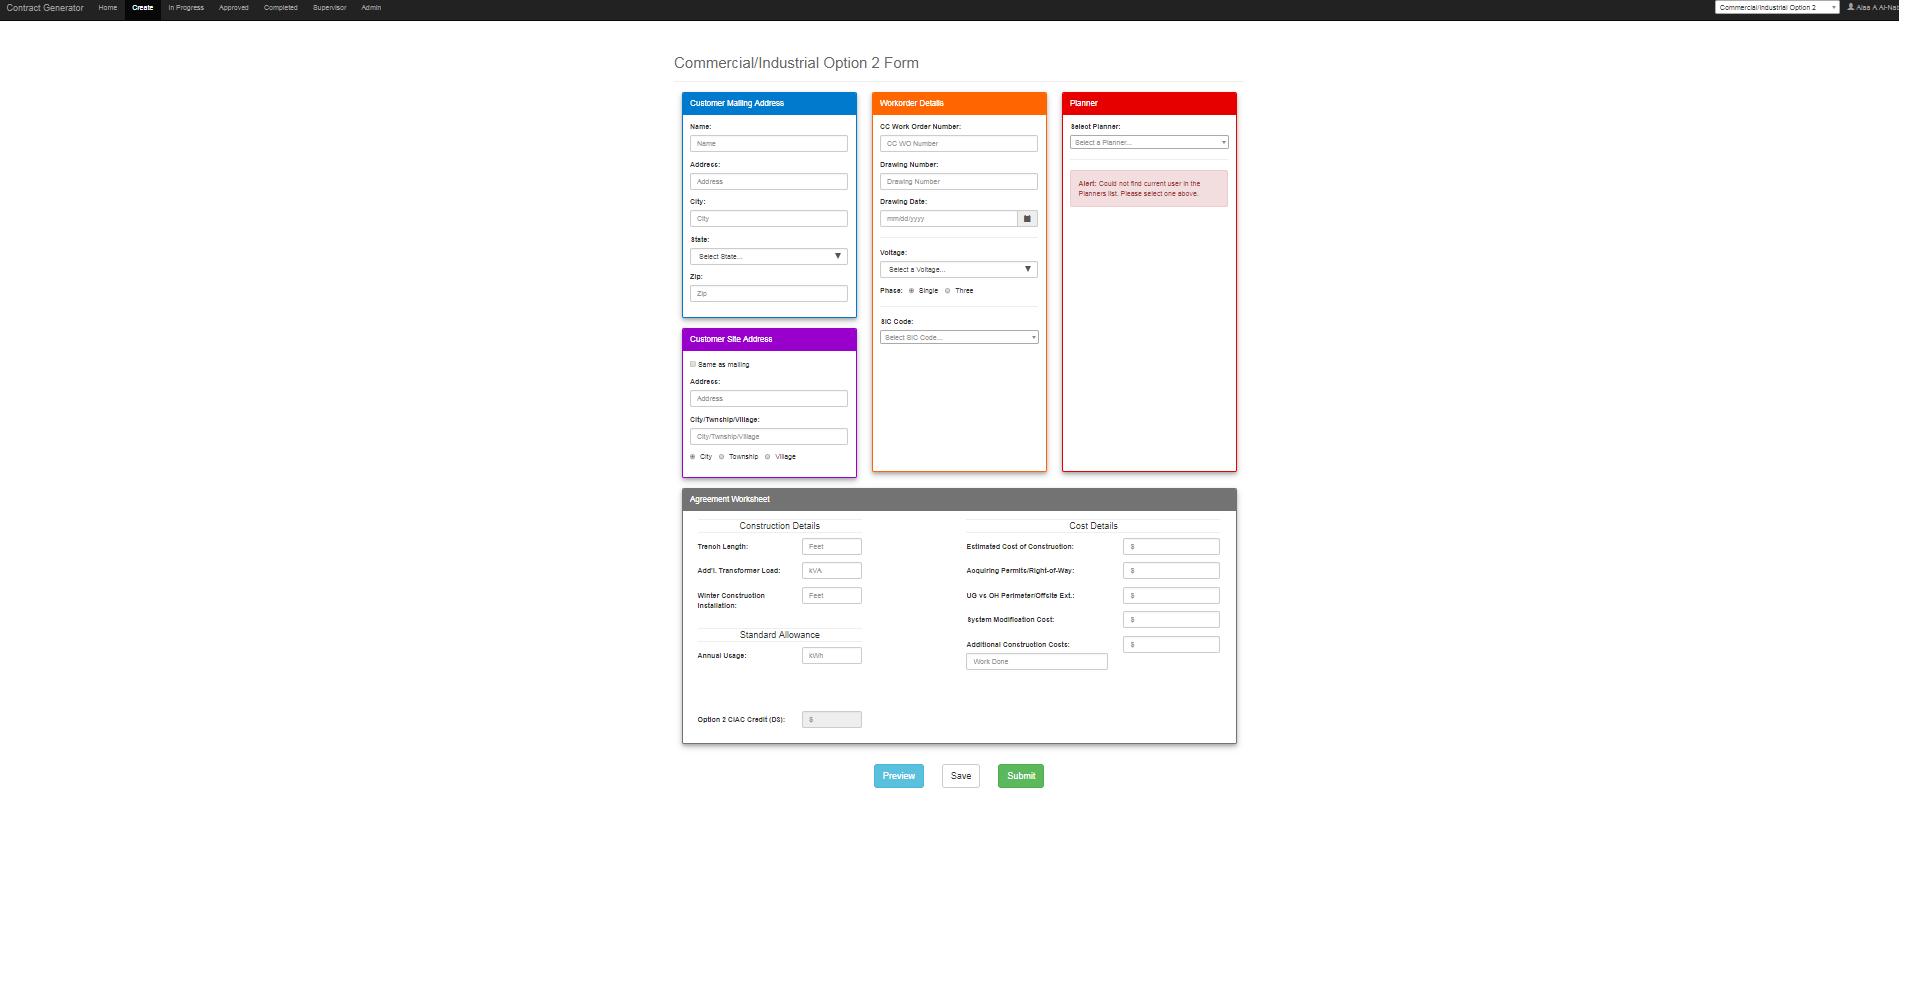 Contract Generator Home Create In Progress Approved Completed Supervisor Admin Commercial/Industrial Option 2 Alaa A Al-Nat
Commercial/Industrial Option 2 Form
Customer Mailing Address
Name:
Name
Address:
Address
City:
City
State:
Select State...
Zip:
Zip
Customer Site Address
Same as mailing
Address:
Address
City/Twnship/Village:
City/Twnship/Village
City Township Village
Workorder Details
CC Work Order Number:
CC WO Number
Drawing Number:
Drawing Number
Drawing Date:
mm/dd/yyyy
Voltage:
Select a Voltage...
Phase: Single Three
SIC Code:
Select SIC Code...
Planner
Select Planner:
Select a Planner...
Alert: Could not find current user in the
Planners list. Please select one above.
Agreement Worksheet
Construction Details
Trench Length: Feet
Add'l. Transformer Load: kVA
Winter Construction
Installation: Feet
Standard Allowance
Annual Usage: kWh
Option 2 CIAC Credit (DS): $
Cost Details
Estimated Cost of Construction: $
Acquiring Permits/Right-of-Way: $
UG vs OH Perimeter/Offsite Ext.: $
System Modification Cost: $
Additional Construction Costs: $
Work Done
Preview Save Submit